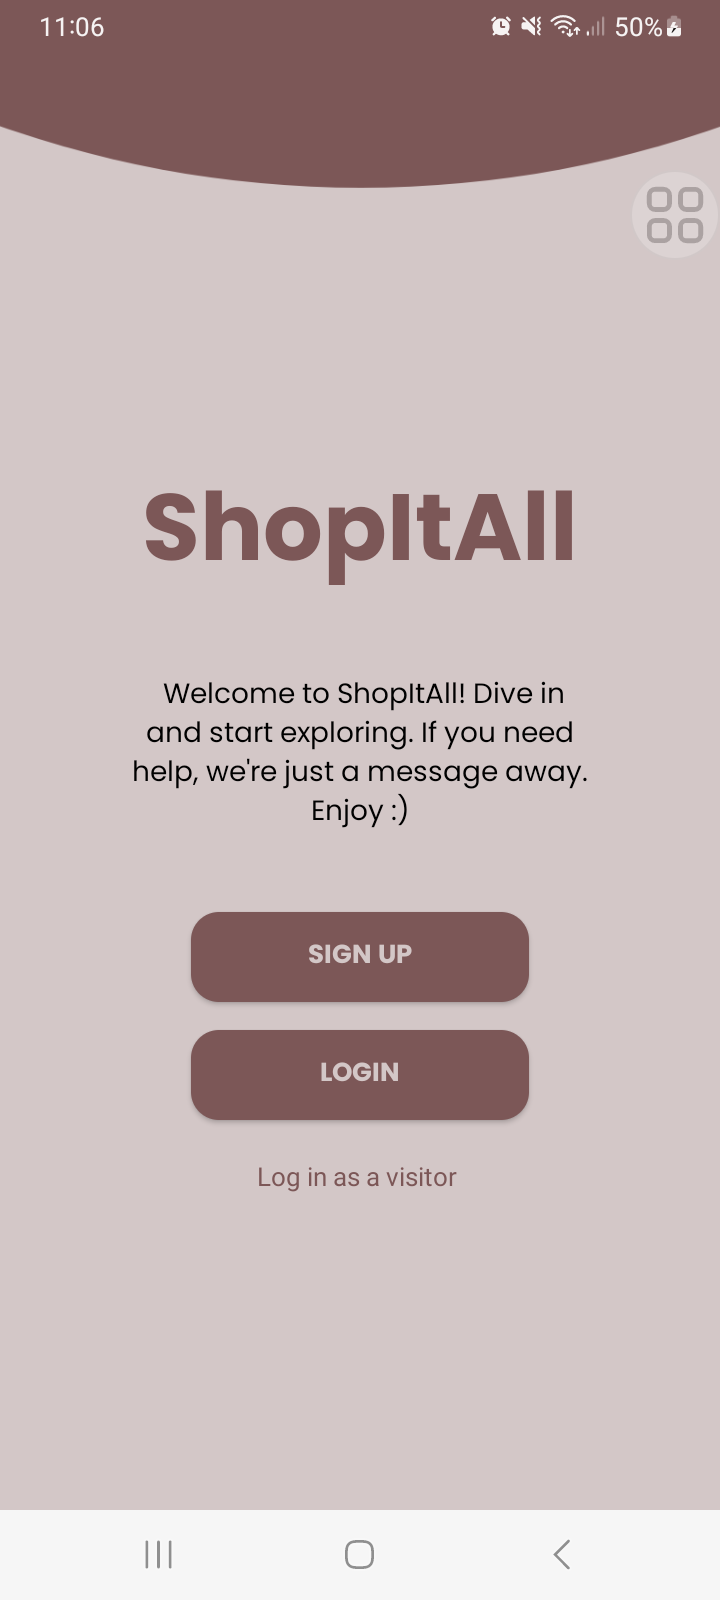 11:06 50%
ShopItAll
Welcome to ShopItAll! Dive in
and start exploring. If you need
help, we're just a message away.
Enjoy :)
SIGN UP
LOGIN
Log in as a visitor